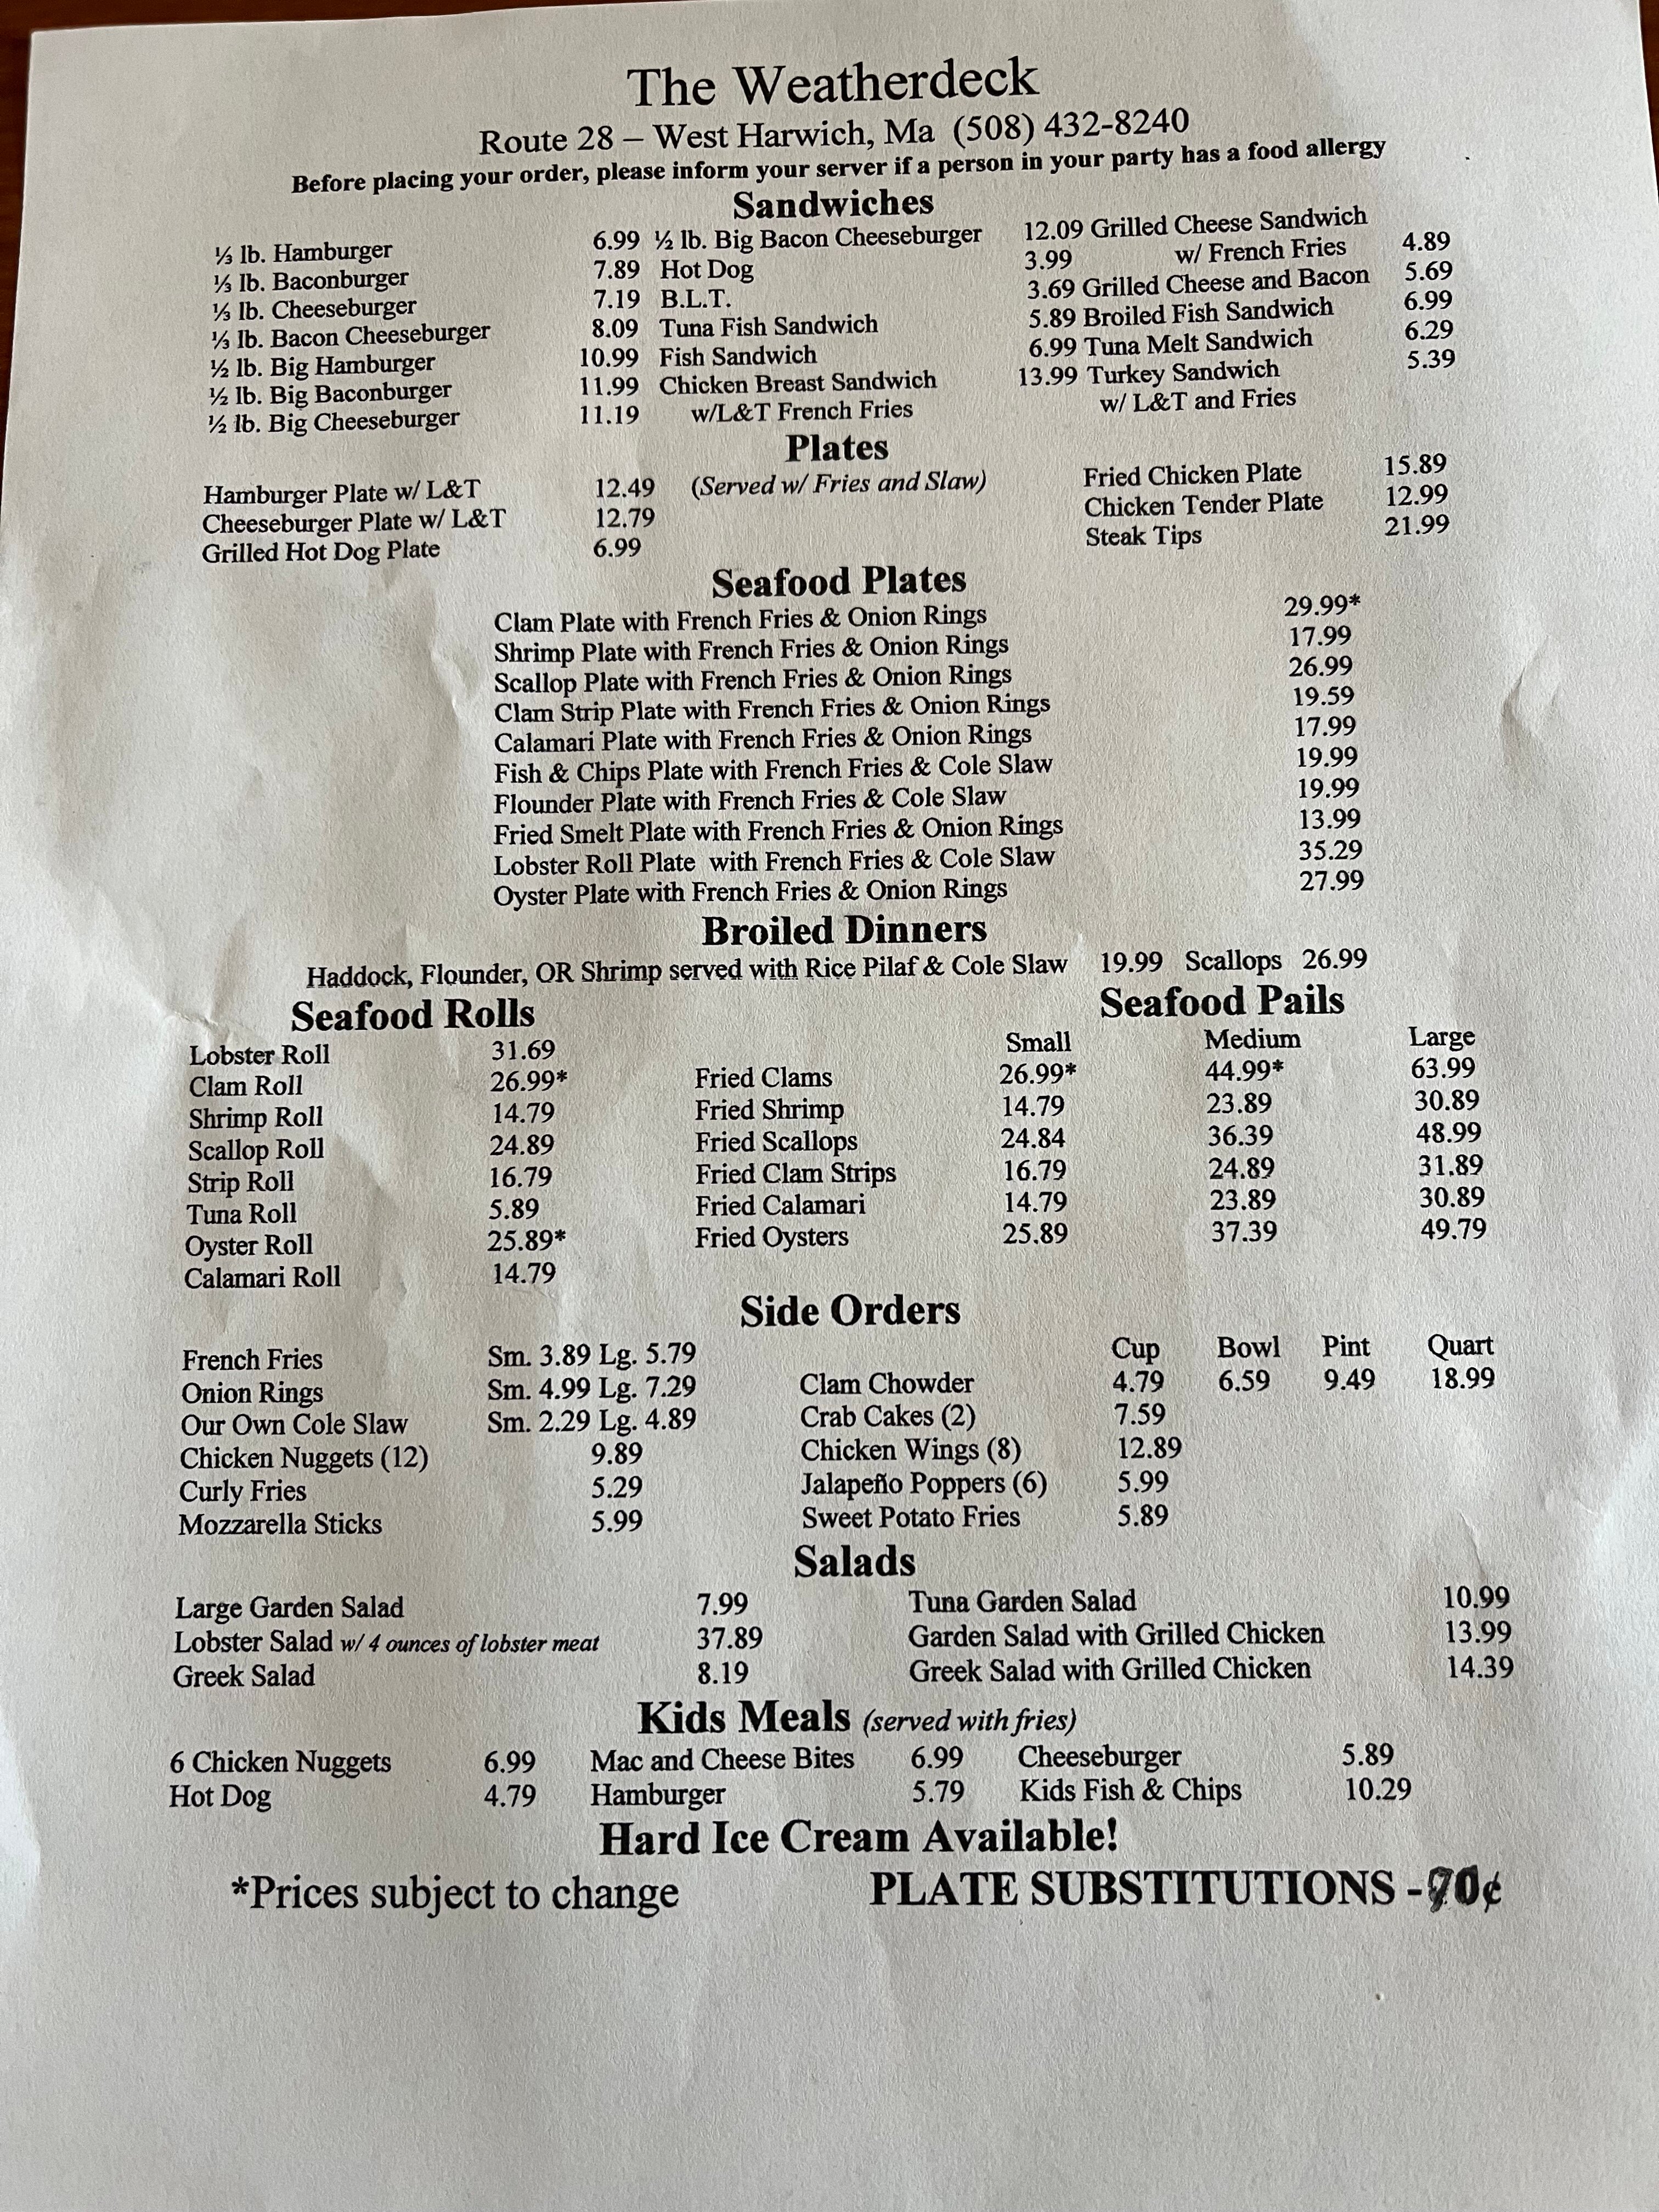 The Weatherdeck
Route 28 – West Harwich, Ma (508) 432-8240
Before placing your order, please inform your server if a person in your party has a food allergy
Sandwiches
⅓ lb. Hamburger 6.99 ½ lb. Big Bacon Cheeseburger 12.09 Grilled Cheese Sandwich
⅓ lb. Baconburger 7.89 Hot Dog 3.99 w/ French Fries 4.89
⅓ lb. Cheeseburger 7.19 B.L.T. 3.69 Grilled Cheese and Bacon 5.69
⅓ lb. Bacon Cheeseburger 8.09 Tuna Fish Sandwich 5.89 Broiled Fish Sandwich 6.99
½ lb. Big Hamburger 10.99 Fish Sandwich 6.99 Tuna Melt Sandwich 6.29
½ lb. Big Baconburger 11.99 Chicken Breast Sandwich 13.99 Turkey Sandwich 5.39
½ lb. Big Cheeseburger 11.19 w/L&T French Fries w/ L&T and Fries
Plates
Hamburger Plate w/ L&T 12.49 (Served w/ Fries and Slaw) Fried Chicken Plate 15.89
Cheeseburger Plate w/ L&T 12.79 Chicken Tender Plate 12.99
Grilled Hot Dog Plate 6.99 Steak Tips 21.99
Seafood Plates
Clam Plate with French Fries & Onion Rings 29.99*
Shrimp Plate with French Fries & Onion Rings 17.99
Scallop Plate with French Fries & Onion Rings 26.99
Clam Strip Plate with French Fries & Onion Rings 19.59
Calamari Plate with French Fries & Onion Rings 17.99
Fish & Chips Plate with French Fries & Cole Slaw 19.99
Flounder Plate with French Fries & Cole Slaw 19.99
Fried Smelt Plate with French Fries & Onion Rings 13.99
Lobster Roll Plate with French Fries & Cole Slaw 35.29
Oyster Plate with French Fries & Onion Rings 27.99
Broiled Dinners
Haddock, Flounder, OR Shrimp served with Rice Pilaf & Cole Slaw 19.99 Scallops 26.99
Seafood Rolls
Lobster Roll 31.69
Clam Roll 26.99*
Shrimp Roll 14.79
Scallop Roll 24.89
Strip Roll 16.79
Tuna Roll 5.89
Oyster Roll 25.89*
Calamari Roll 14.79
Seafood Pails
Small Medium Large
Fried Clams 26.99* 44.99* 63.99
Fried Shrimp 14.79 23.89 30.89
Fried Scallops 24.84 36.39 48.99
Fried Clam Strips 16.79 24.89 31.89
Fried Calamari 14.79 23.89 30.89
Fried Oysters 25.89 37.39 49.79
Side Orders
French Fries Sm. 3.89 Lg. 5.79
Onion Rings Sm. 4.99 Lg. 7.29
Our Own Cole Slaw Sm. 2.29 Lg. 4.89
Chicken Nuggets (12) 9.89
Curly Fries 5.29
Mozzarella Sticks 5.99
Cup Bowl Pint Quart
Clam Chowder 4.79 6.59 9.49 18.99
Crab Cakes (2) 7.59
Chicken Wings (8) 12.89
Jalapeño Poppers (6) 5.99
Sweet Potato Fries 5.89
Salads
Large Garden Salad 7.99 Tuna Garden Salad 10.99
Lobster Salad w/ 4 ounces of lobster meat 37.89 Garden Salad with Grilled Chicken 13.99
Greek Salad 8.19 Greek Salad with Grilled Chicken 14.39
Kids Meals (served with fries)
6 Chicken Nuggets 6.99 Mac and Cheese Bites 6.99 Cheeseburger 5.89
Hot Dog 4.79 Hamburger 5.79 Kids Fish & Chips 10.29
Hard Ice Cream Available!
*Prices subject to change PLATE SUBSTITUTIONS -